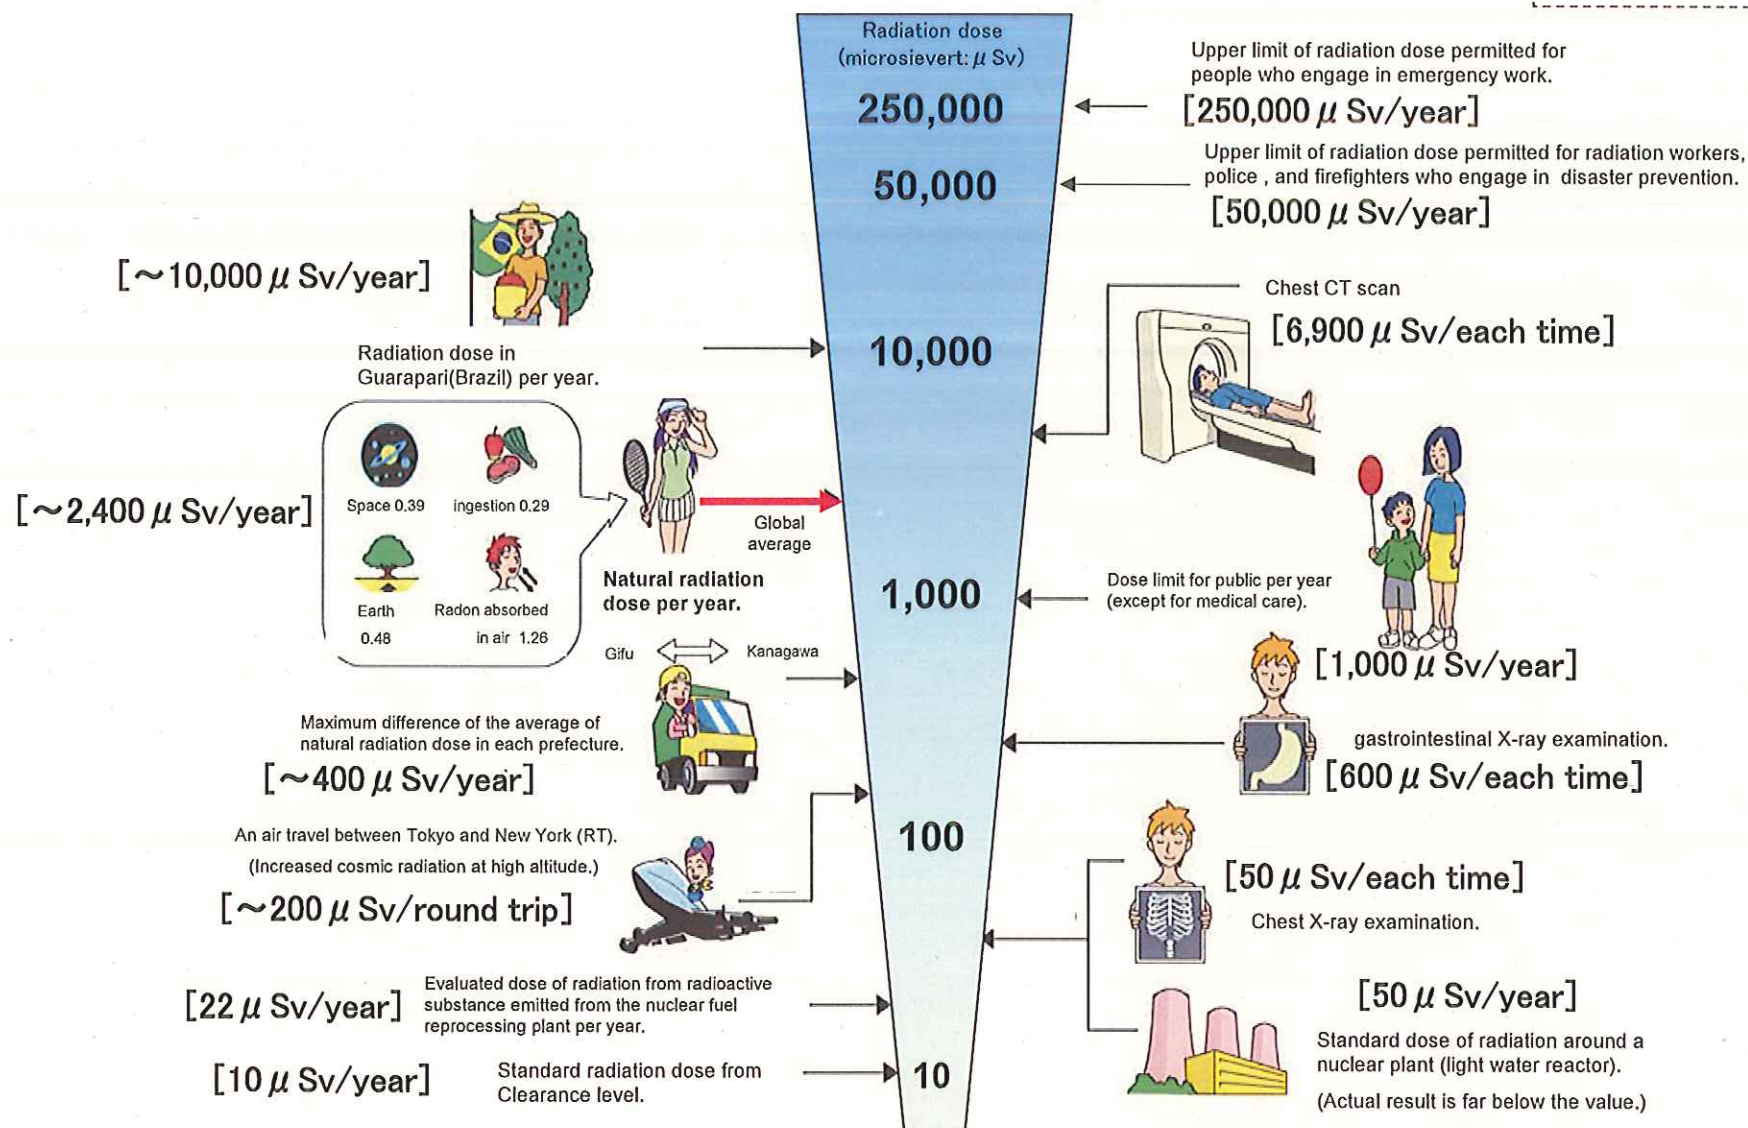 Radiation dose
(microsievert: μ Sv)
250,000
50,000
10,000
1,000
100
10
Upper limit of radiation dose permitted for
people who engage in emergency work.
[250,000 μ Sv/year]
Upper limit of radiation dose permitted for radiation workers,
police , and firefighters who engage in disaster prevention.
[50,000 μ Sv/year]
[~10,000 μ Sv/year]
Radiation dose in
Guarapari(Brazil) per year.
Chest CT scan
[6,900 μ Sv/each time]
[~2,400 μ Sv/year]
Space 0.39
ingestion 0.29
Earth
0.48
Radon absorbed
in air 1.26
Global
average
Natural radiation
dose per year.
Dose limit for public per year
(except for medical care).
[1,000 μ Sv/year]
Gifu
Kanagawa
Maximum difference of the average of
natural radiation dose in each prefecture.
[~400 μ Sv/year]
gastrointestinal X-ray examination.
[600 μ Sv/each time]
An air travel between Tokyo and New York (RT).
(Increased cosmic radiation at high altitude.)
[~200 μ Sv/round trip]
[50 μ Sv/each time]
Chest X-ray examination.
[22 μ Sv/year]
Evaluated dose of radiation from radioactive
substance emitted from the nuclear fuel
reprocessing plant per year.
[50 μ Sv/year]
Standard dose of radiation around a
nuclear plant (light water reactor).
(Actual result is far below the value.)
[10 μ Sv/year]
Standard radiation dose from
Clearance level.